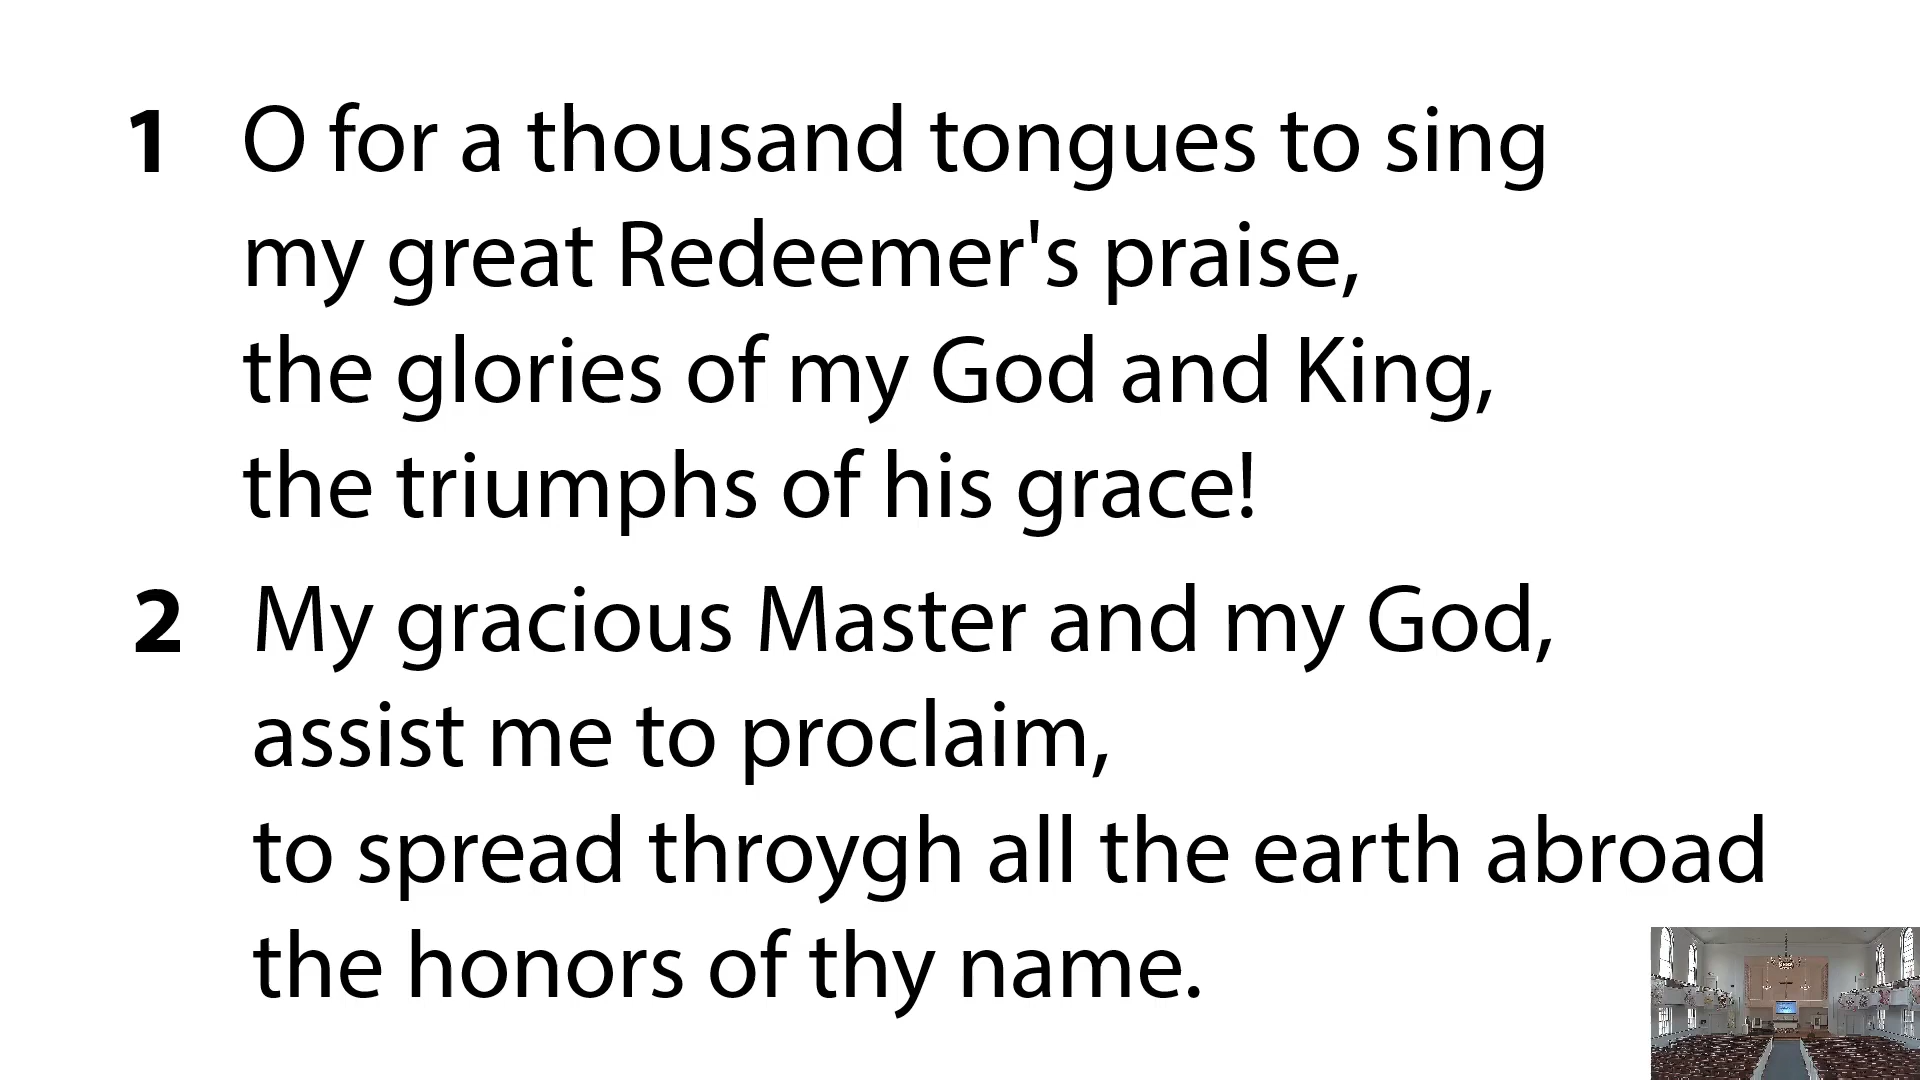 1 O for a thousand tongues to sing
my great Redeemer's praise,
the glories of my God and King,
the triumphs of his grace!
2 My gracious Master and my God,
assist me to proclaim,
to spread throygh all the earth abroad
the honors of thy name.